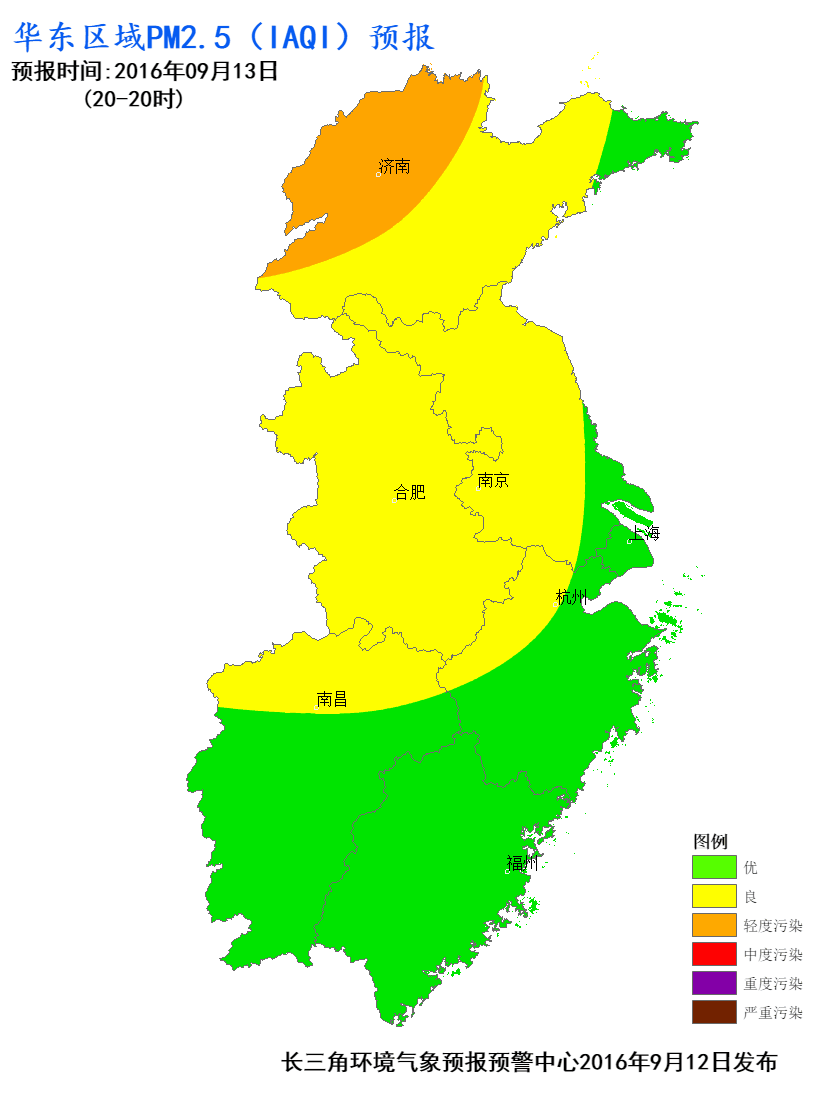 华东区域PM2.5（IAQI）预报
预报时间:2016年09月13日
(20-20时)
济南
南京
合肥
上海
杭州
南昌
福州
图例
优
良
轻度污染
中度污染
重度污染
严重污染
长三角环境气象预报预警中心2016年9月12日发布